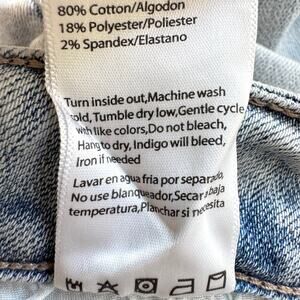 80% Cotton/Algodon
18% Polyester/Poliester
2% Spandex/Elastano
Turn inside out,Machine wash
cold,Tumble dry low,Gentle cycle
with like colors,Do not bleach,
Hang to dry, Indigo will bleed,
Iron if needed
Lavar en agua fria por separado,
No use blanqueador,Secar a baja
temperatura,Planchar si necesita